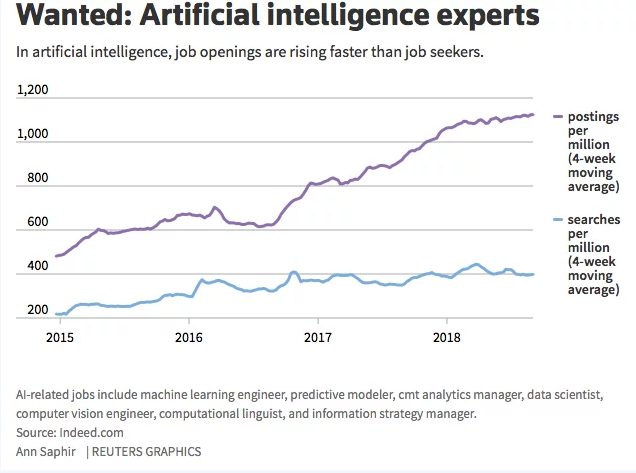 Wanted: Artificial intelligence experts
In artificial intelligence, job openings are rising faster than job seekers.
1,200
1,000
800
600
400
200
2015 2016 2017 2018
postings
per
million
(4-week
moving
average)
searches
per
million
(4-week
moving
average)
AI-related jobs include machine learning engineer, predictive modeler, cmt analytics manager, data scientist,
computer vision engineer, computational linguist, and information strategy manager.
Source: Indeed.com
Ann Saphir | REUTERS GRAPHICS